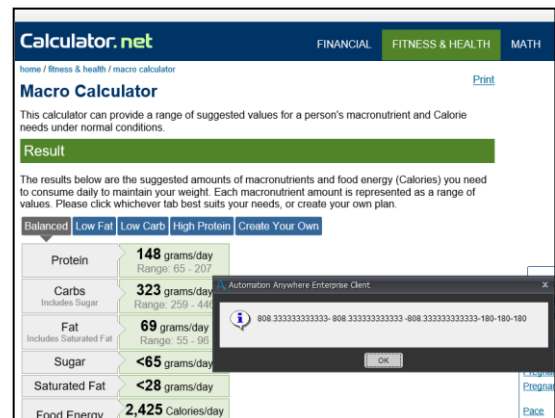 Calculator.net
FINANCIAL FITNESS & HEALTH MATH
home / fitness & health / macro calculator
Print
Macro Calculator
This calculator can provide a range of suggested values for a person's macronutrient and Calorie
needs under normal conditions.
Result
The results below are the suggested amounts of macronutrients and food energy (Calories) you need
to consume daily to maintain your weight. Each macronutrient amount is represented as a range of
values. Please click whichever tab best suits your needs, or create your own plan.
Balanced Low Fat Low Carb High Protein Create Your Own
Protein 148 grams/day
Range: 65 - 207
Carbs 323 grams/day
Includes Sugar Range: 259 - 446
Fat 69 grams/day
Includes Saturated Fat Range: 55 - 96
Sugar <65 grams/day
Saturated Fat <28 grams/day
Food Energy 2,425 Calories/day
Automation Anywhere Enterprise Client x
808.333333333333- 808.333333333333 -808.333333333333-180-180-180
OK
Pregnan
Pace